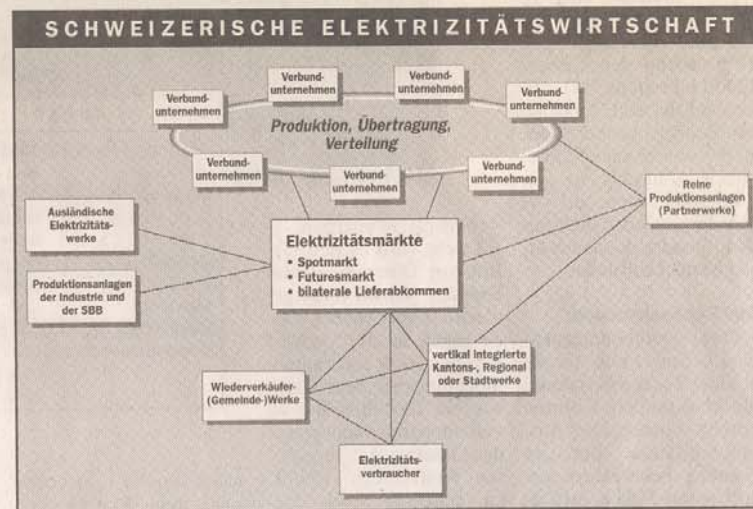 SCHWEIZERISCHE ELEKTRIZITÄTSWIRTSCHAFT
Verbund-
unternehmen
Verbund-
unternehmen
Verbund-
unternehmen
Verbund-
unternehmen
Produktion, Übertragung,
Verteilung
Verbund-
unternehmen
Verbund-
unternehmen
Verbund-
unternehmen
Reine
Produktionsanlagen
(Partnerwerke)
Ausländische
Elektrizitäts-
werke
Elektrizitätsmärkte
• Spotmarkt
• Futuresmarkt
• bilaterale Lieferabkommen
Produktionsanlagen
der Industrie und
der SBB
vertikal integrierte
Kantons-, Regional
oder Stadtwerke
Wiederverkäufer-
(Gemeinde-)Werke
Elektrizitäts-
verbraucher